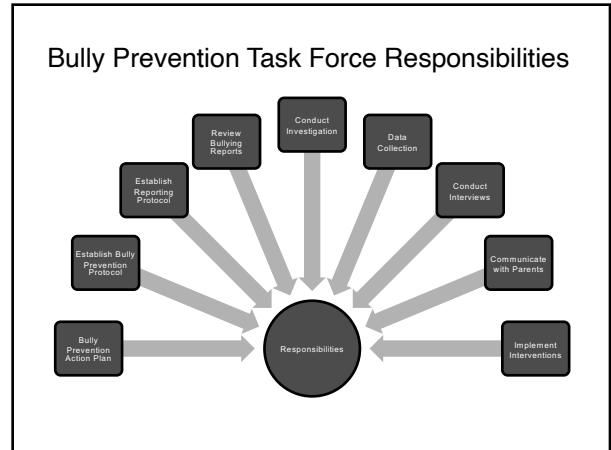 Bully Prevention Task Force Responsibilities
Bully
Prevention
Action Plan
Establish Bully
Prevention
Protocol
Establish
Reporting
Protocol
Review
Bullying
Reports
Conduct
Investigation
Data
Collection
Conduct
Interviews
Communicate
with Parents
Implement
Interventions
Responsibilities